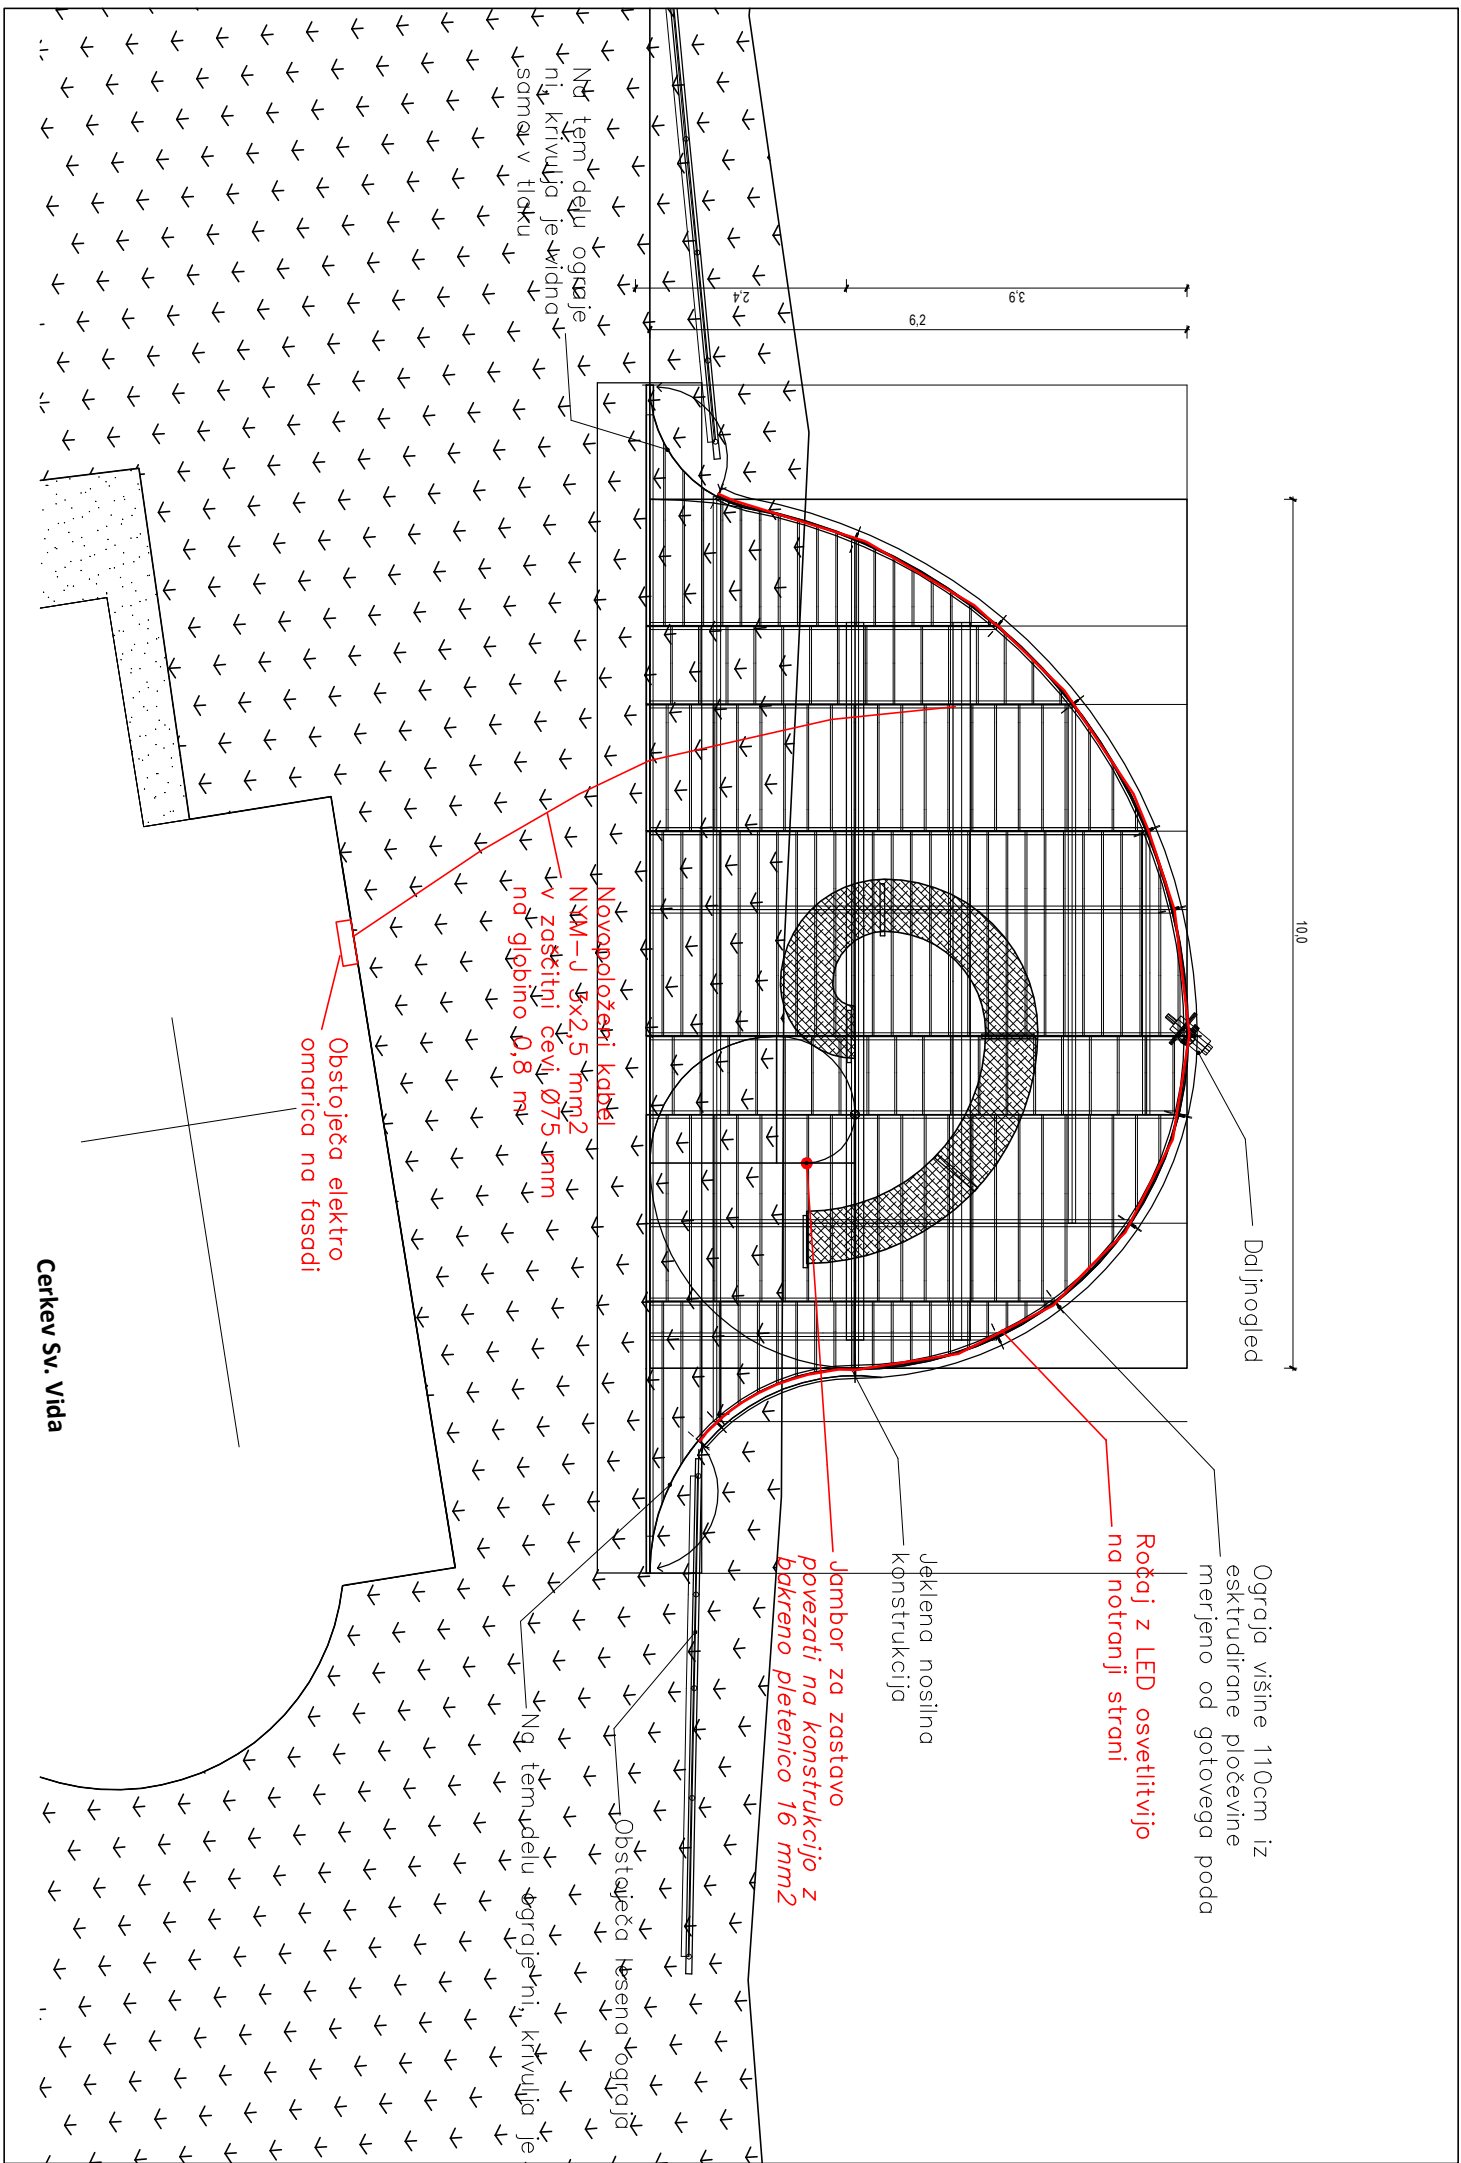 Ograja višine 110cm iz
esktrudirane pločevine
merjeno od gotovega poda
Ročaj z LED osvetlitvijo
na notranji strani
Daljnogled
10,0
3,9
2,4
6,2
Jeklena nosilna
konstrukcija
Jambor za zastavo
povezati na konstrukcijo z
bakreno pletenico 16 mm2
Na tem delu ograje
ni, krivulja je vidna
samo v tlaku
Novopoloženi kabel
NYM-J 3x2,5 mm2
v zaščitni cevi Ø75 mm
na globino 0,8 m
Obstoječa lesena ograja
Na tem delu ograje ni, krivulja je
Obstoječa elektro
omarica na fasadi
Cerkev Sv. Vida